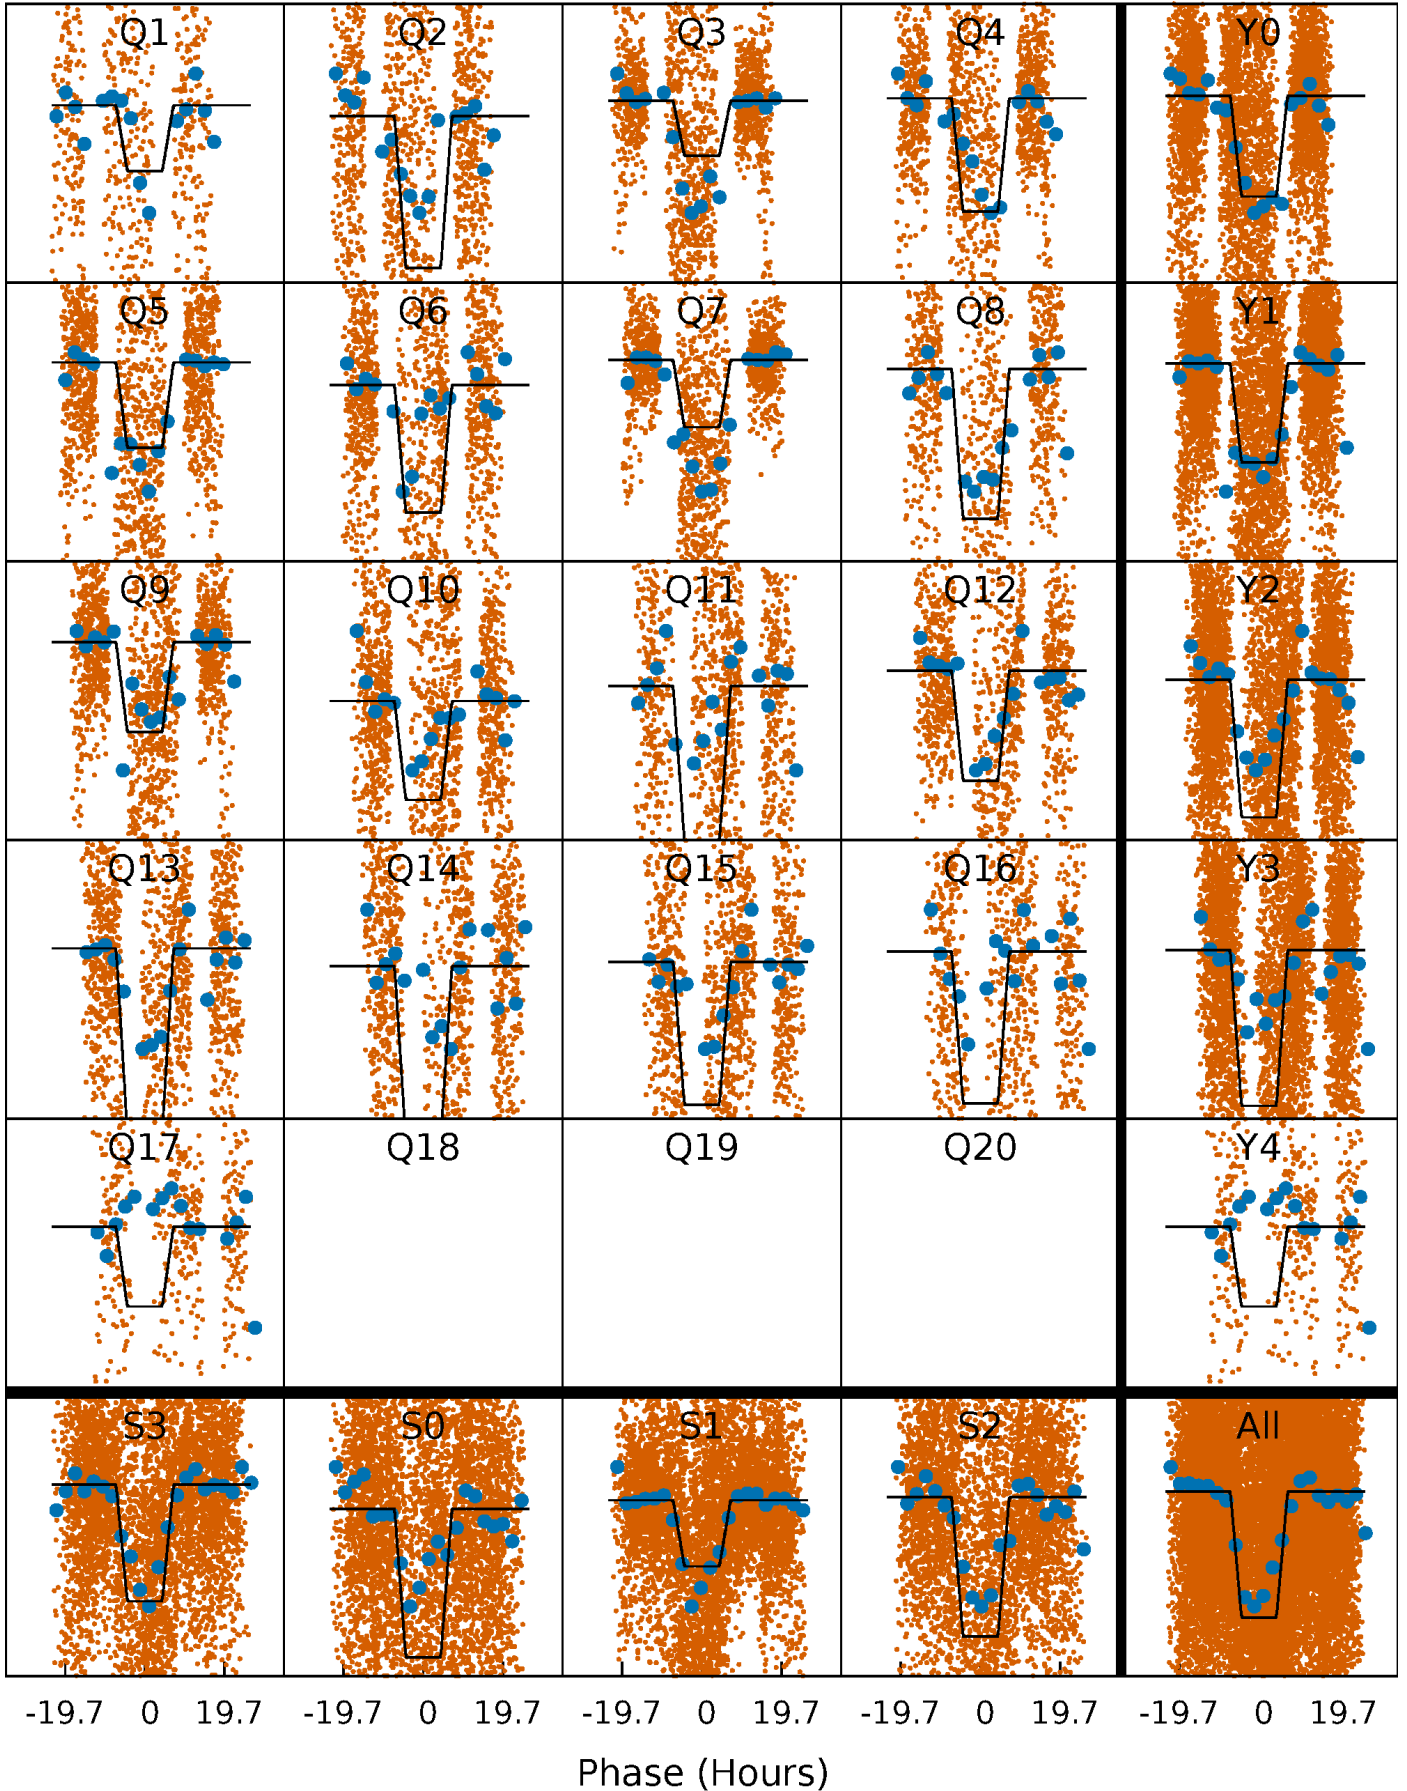 Q1 Q2 Q3 Q4 Y0
Q5 Q6 Q7 Q8 Y1
Q9 Q10 Q11 Q12 Y2
Q13 Q14 Q15 Q16 Y3
Q17 Q18 Q19 Q20 Y4
S3 S0 S1 S2 All
-19.7 0 19.7 -19.7 0 19.7 -19.7 0 19.7 -19.7 0 19.7 -19.7 0 19.7
Phase (Hours)